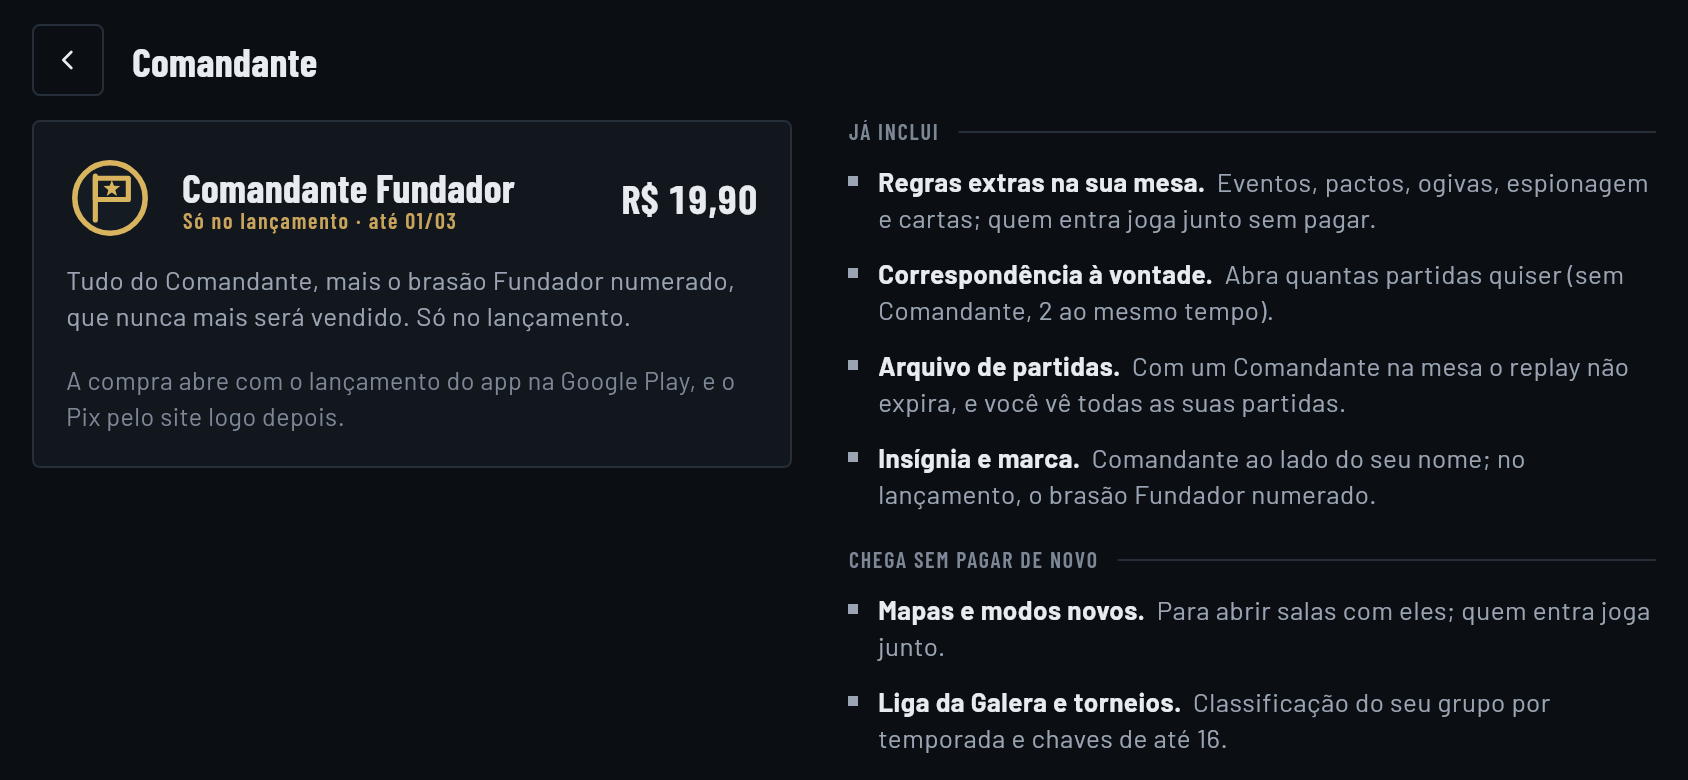 Comandante
Comandante Fundador
Só no lançamento · até 01/03
R$ 19,90
Tudo do Comandante, mais o brasão Fundador numerado,
que nunca mais será vendido. Só no lançamento.
A compra abre com o lançamento do app na Google Play, e o
Pix pelo site logo depois.
JÁ INCLUI
Regras extras na sua mesa. Eventos, pactos, ogivas, espionagem
e cartas; quem entra joga junto sem pagar.
Correspondência à vontade. Abra quantas partidas quiser (sem
Comandante, 2 ao mesmo tempo).
Arquivo de partidas. Com um Comandante na mesa o replay não
expira, e você vê todas as suas partidas.
Insígnia e marca. Comandante ao lado do seu nome; no
lançamento, o brasão Fundador numerado.
CHEGA SEM PAGAR DE NOVO
Mapas e modos novos. Para abrir salas com eles; quem entra joga
junto.
Liga da Galera e torneios. Classificação do seu grupo por
temporada e chaves de até 16.